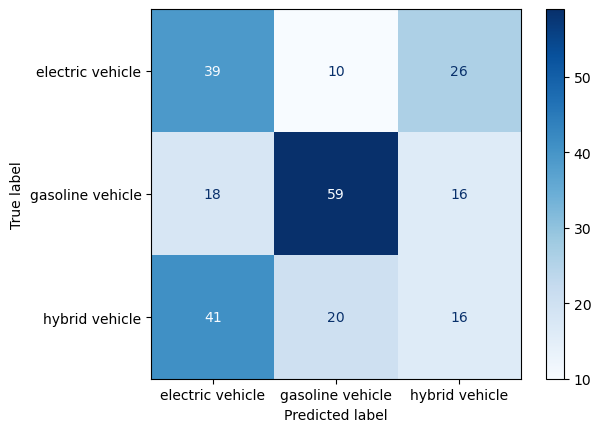 electric vehicle 39 10 26
gasoline vehicle 18 59 16
hybrid vehicle 41 20 16
electric vehicle gasoline vehicle hybrid vehicle
Predicted label
True label
50
40
30
20
10